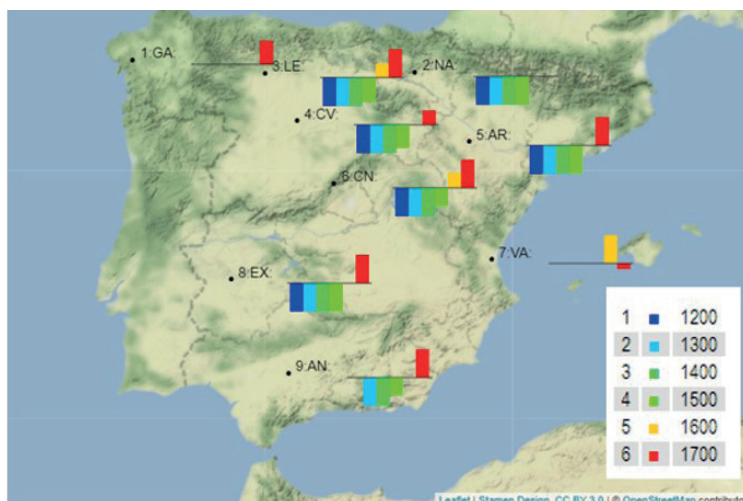 1:GA:
3:LE:
2:NA:
4:CV:
5:AR:
6:CN:
7:VA:
8:EX:
9:AN:
1 1200
2 1300
3 1400
4 1500
5 1600
6 1700
Leaflet | Stamen Design, CC BY 3.0 | © OpenStreetMap contributo